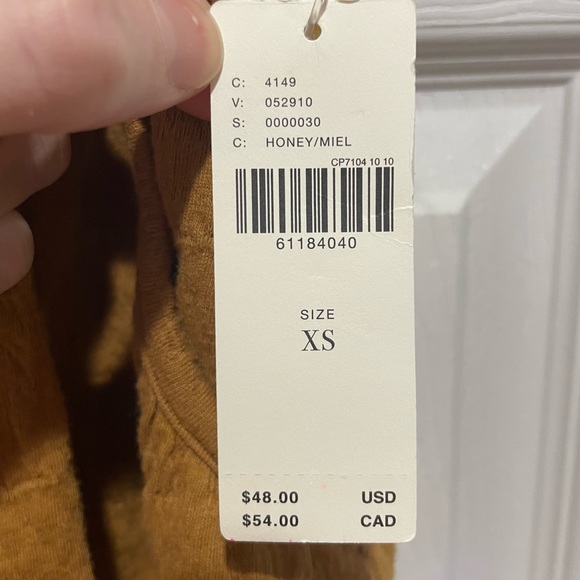 C: 4149
V: 052910
S: 0000030
C: HONEY/MIEL
CP7104 10 10
61184040
SIZE
XS
$48.00 USD
$54.00 CAD